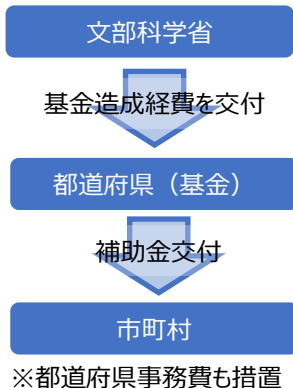 文部科学省
基金造成経費を交付
都道府県（基金）
補助金交付
市町村
※都道府県事務費も措置